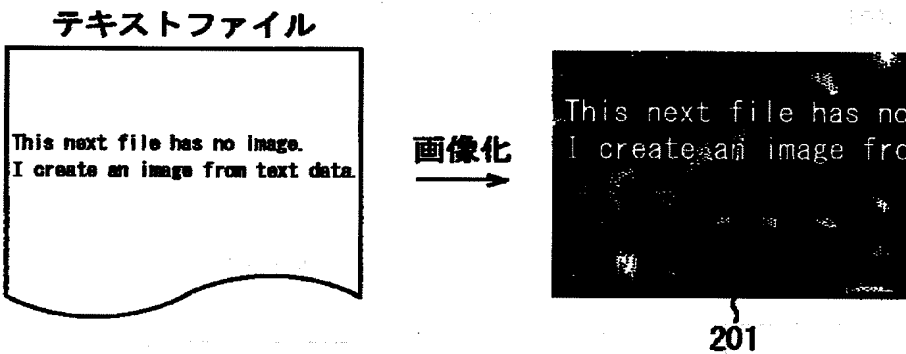 テキストファイル
This next file has no image.
I create an image from text data.
画像化
This next file has no
I create an image fro
201